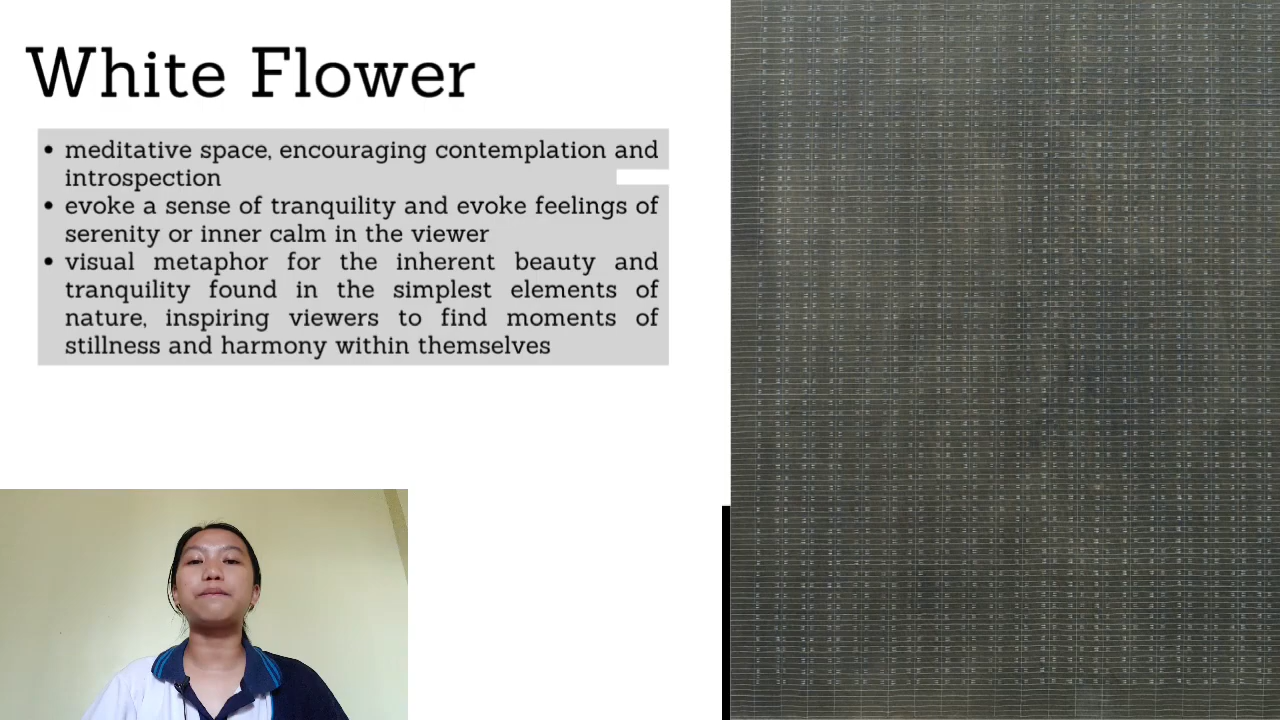 White Flower
• meditative space, encouraging contemplation and
introspection
• evoke a sense of tranquility and evoke feelings of
serenity or inner calm in the viewer
• visual metaphor for the inherent beauty and
tranquility found in the simplest elements of
nature, inspiring viewers to find moments of
stillness and harmony within themselves